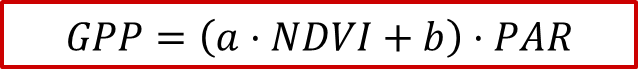 GPP = (a · NDVI + b) · PAR